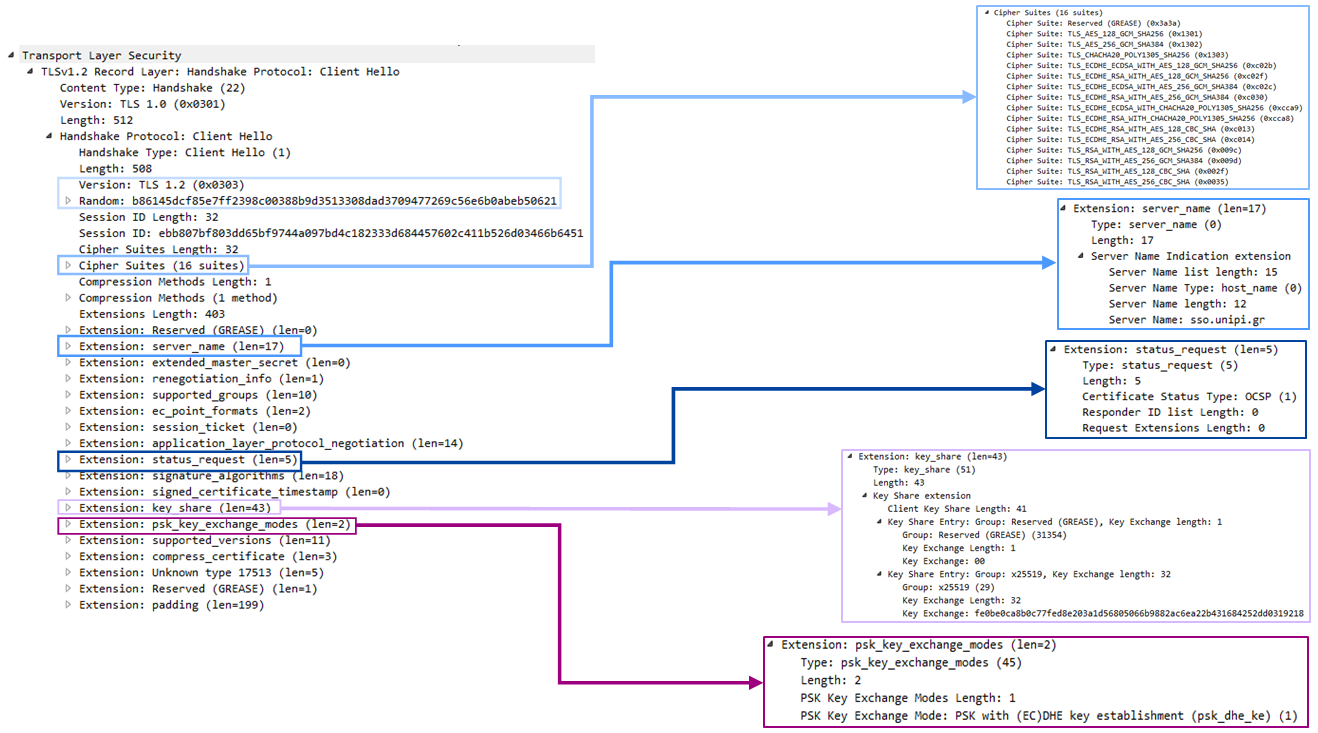 Transport Layer Security
TLSv1.2 Record Layer: Handshake Protocol: Client Hello
Content Type: Handshake (22)
Version: TLS 1.0 (0x0301)
Length: 512
Handshake Protocol: Client Hello
Handshake Type: Client Hello (1)
Length: 508
Version: TLS 1.2 (0x0303)
Random: b86145dcf85e7ff2398c00388b9d3513308dad3709477269c56e6b0abeb50621
Session ID Length: 32
Session ID: ebb807bf803dd65bf9744a097bd4c182333d684457602c411b526d03466b6451
Cipher Suites Length: 32
Cipher Suites (16 suites)
Compression Methods Length: 1
Compression Methods (1 method)
Extensions Length: 403
Extension: Reserved (GREASE) (len=0)
Extension: server_name (len=17)
Extension: extended_master_secret (len=0)
Extension: renegotiation_info (len=1)
Extension: supported_groups (len=10)
Extension: ec_point_formats (len=2)
Extension: session_ticket (len=0)
Extension: application_layer_protocol_negotiation (len=14)
Extension: status_request (len=5)
Extension: signature_algorithms (len=18)
Extension: signed_certificate_timestamp (len=0)
Extension: key_share (len=43)
Extension: psk_key_exchange_modes (len=2)
Extension: supported_versions (len=11)
Extension: compress_certificate (len=3)
Extension: Unknown type 17513 (len=5)
Extension: Reserved (GREASE) (len=1)
Extension: padding (len=199)
Cipher Suites (16 suites)
Cipher Suite: Reserved (GREASE) (0x3a3a)
Cipher Suite: TLS_AES_128_GCM_SHA256 (0x1301)
Cipher Suite: TLS_AES_256_GCM_SHA384 (0x1302)
Cipher Suite: TLS_CHACHA20_POLY1305_SHA256 (0x1303)
Cipher Suite: TLS_ECDHE_ECDSA_WITH_AES_128_GCM_SHA256 (0xc02b)
Cipher Suite: TLS_ECDHE_RSA_WITH_AES_128_GCM_SHA256 (0xc02f)
Cipher Suite: TLS_ECDHE_ECDSA_WITH_AES_256_GCM_SHA384 (0xc02c)
Cipher Suite: TLS_ECDHE_RSA_WITH_AES_256_GCM_SHA384 (0xc030)
Cipher Suite: TLS_ECDHE_ECDSA_WITH_CHACHA20_POLY1305_SHA256 (0xcca9)
Cipher Suite: TLS_ECDHE_RSA_WITH_CHACHA20_POLY1305_SHA256 (0xcca8)
Cipher Suite: TLS_ECDHE_RSA_WITH_AES_128_CBC_SHA (0xc013)
Cipher Suite: TLS_ECDHE_RSA_WITH_AES_256_CBC_SHA (0xc014)
Cipher Suite: TLS_RSA_WITH_AES_128_GCM_SHA256 (0x009c)
Cipher Suite: TLS_RSA_WITH_AES_256_GCM_SHA384 (0x009d)
Cipher Suite: TLS_RSA_WITH_AES_128_CBC_SHA (0x002f)
Cipher Suite: TLS_RSA_WITH_AES_256_CBC_SHA (0x0035)
Extension: server_name (len=17)
Type: server_name (0)
Length: 17
Server Name Indication extension
Server Name list length: 15
Server Name Type: host_name (0)
Server Name length: 12
Server Name: sso.unipi.gr
Extension: status_request (len=5)
Type: status_request (5)
Length: 5
Certificate Status Type: OCSP (1)
Responder ID list Length: 0
Request Extensions Length: 0
Extension: key_share (len=43)
Type: key_share (51)
Length: 43
Key Share extension
Client Key Share Length: 41
Key Share Entry: Group: Reserved (GREASE), Key Exchange length: 1
Group: Reserved (GREASE) (31354)
Key Exchange Length: 1
Key Exchange: 00
Key Share Entry: Group: x25519, Key Exchange length: 32
Group: x25519 (29)
Key Exchange Length: 32
Key Exchange: fe0be0ca8b0c77fed8e203a1d56805066b9882ac6ea22b431684252dd0319218
Extension: psk_key_exchange_modes (len=2)
Type: psk_key_exchange_modes (45)
Length: 2
PSK Key Exchange Modes Length: 1
PSK Key Exchange Mode: PSK with (EC)DHE key establishment (psk_dhe_ke) (1)